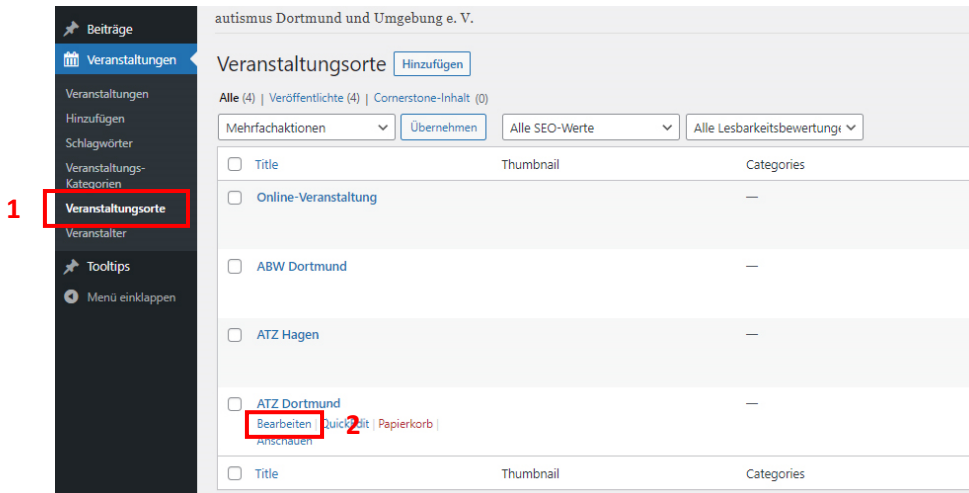 autismus Dortmund und Umgebung e. V.
Beiträge
Veranstaltungen
Veranstaltungen
Hinzufügen
Schlagwörter
Veranstaltungs-
Kategorien
1
Veranstaltungsorte
Veranstalter
Tooltips
Menü einklappen
Veranstaltungsorte Hinzufügen
Alle (4) | Veröffentlichte (4) | Cornerstone-Inhalt (0)
Mehrfachaktionen Übernehmen Alle SEO-Werte Alle Lesbarkeitsbewertunge
Title Thumbnail Categories
Online-Veranstaltung —
ABW Dortmund —
ATZ Hagen —
ATZ Dortmund —
Bearbeiten | QuickEdit | Papierkorb |
2
Anschauen
Title Thumbnail Categories